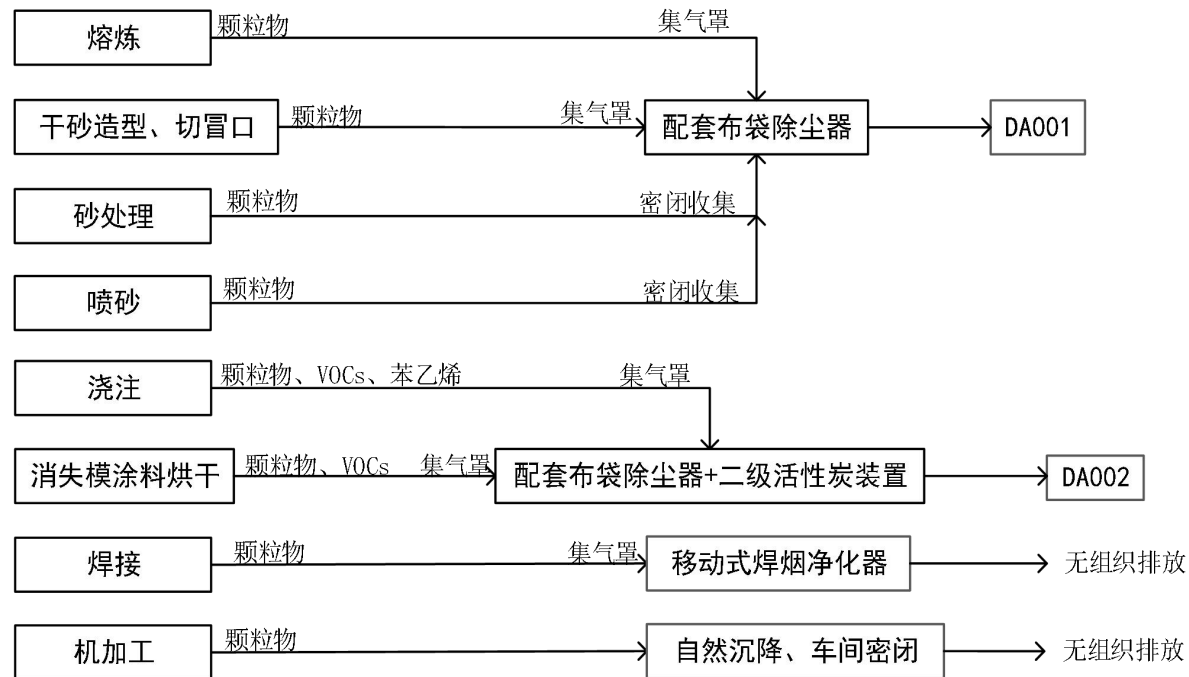 熔炼 颗粒物 集气罩
干砂造型、切冒口 颗粒物 集气罩 配套布袋除尘器 DA001
砂处理 颗粒物 密闭收集
喷砂 颗粒物 密闭收集
浇注 颗粒物、VOCs、苯乙烯 集气罩
消失模涂料烘干 颗粒物、VOCs 集气罩 配套布袋除尘器+二级活性炭装置 DA002
焊接 颗粒物 集气罩 移动式焊烟净化器 无组织排放
机加工 颗粒物 自然沉降、车间密闭 无组织排放